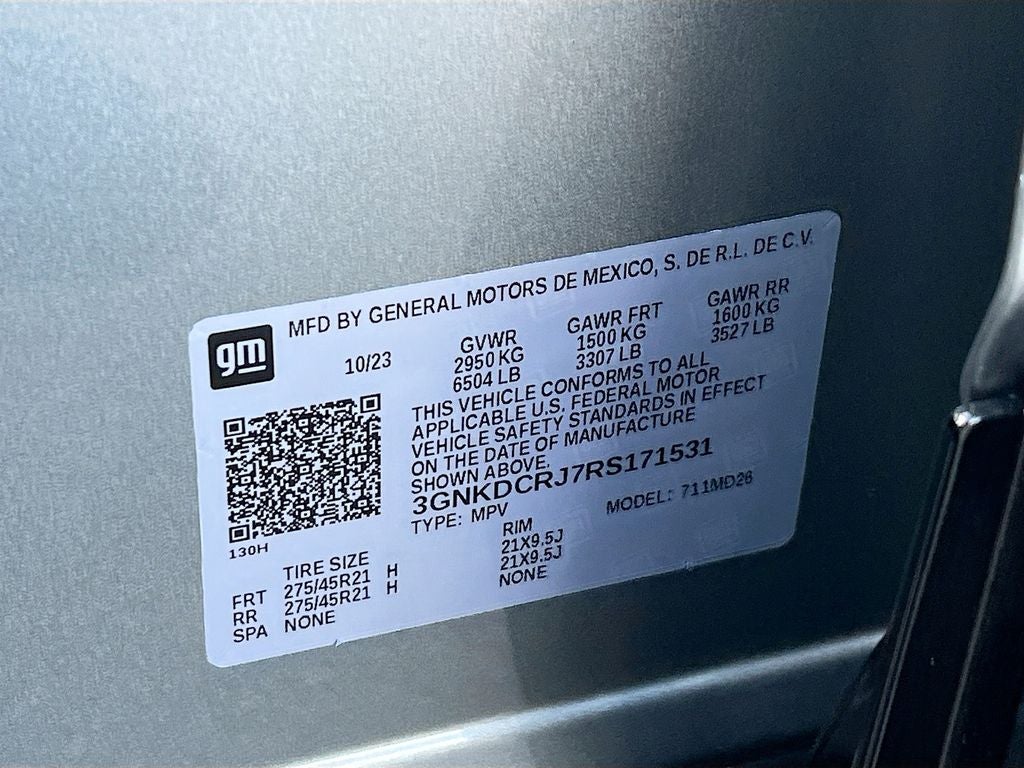 gm
MFD BY GENERAL MOTORS DE MEXICO, S. DE R.L. DE C.V.
10/23
GVWR
2950 KG
6504 LB
GAWR FRT
1500 KG
3307 LB
GAWR RR
1600 KG
3527 LB
THIS VEHICLE CONFORMS TO ALL
APPLICABLE U.S. FEDERAL MOTOR
VEHICLE SAFETY STANDARDS IN EFFECT
ON THE DATE OF MANUFACTURE
SHOWN ABOVE.
3GNKDCRJ7RS171531
TYPE: MPV
MODEL: 711MD26
130H
TIRE SIZE
RIM
FRT 275/45R21 H 21X9.5J
RR 275/45R21 H 21X9.5J
SPA NONE NONE